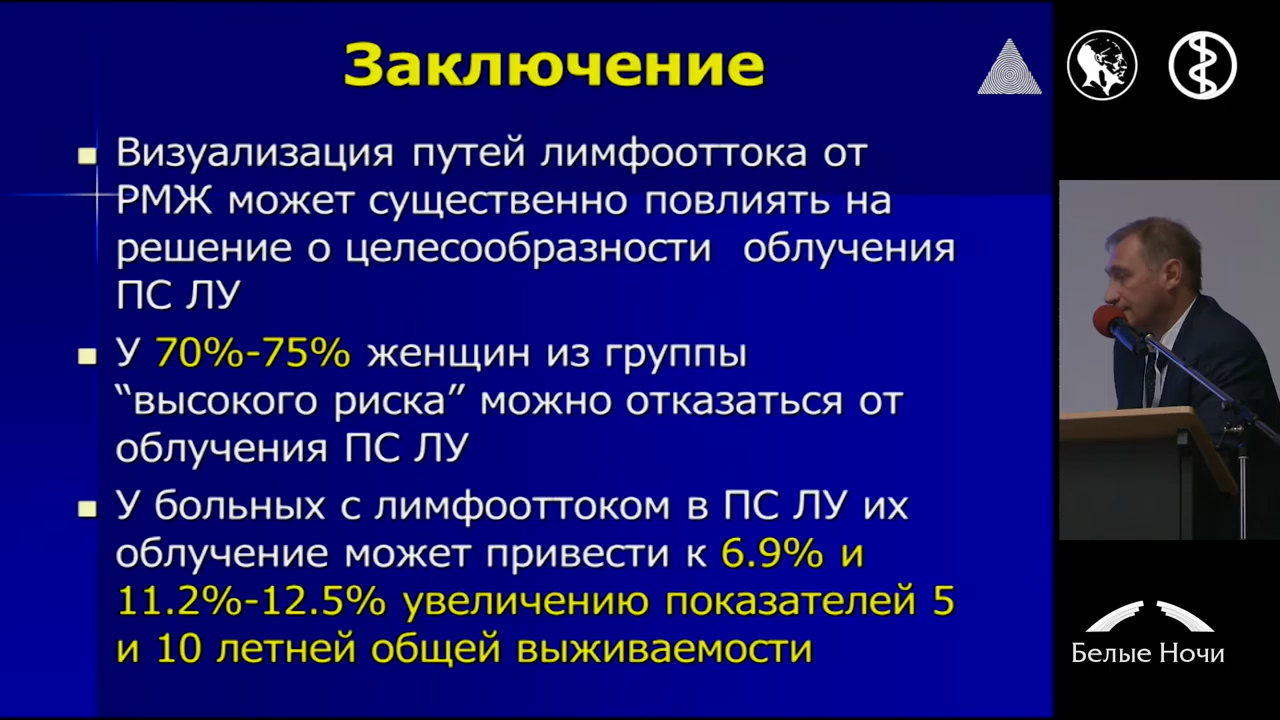 Заключение
Визуализация путей лимфооттока от
РМЖ может существенно повлиять на
решение о целесообразности облучения
ПС ЛУ
У 70%-75% женщин из группы
“высокого риска” можно отказаться от
облучения ПС ЛУ
У больных с лимфооттоком в ПС ЛУ их
облучение может привести к 6.9% и
11.2%-12.5% увеличению показателей 5
и 10 летней общей выживаемости
Белые Ночи